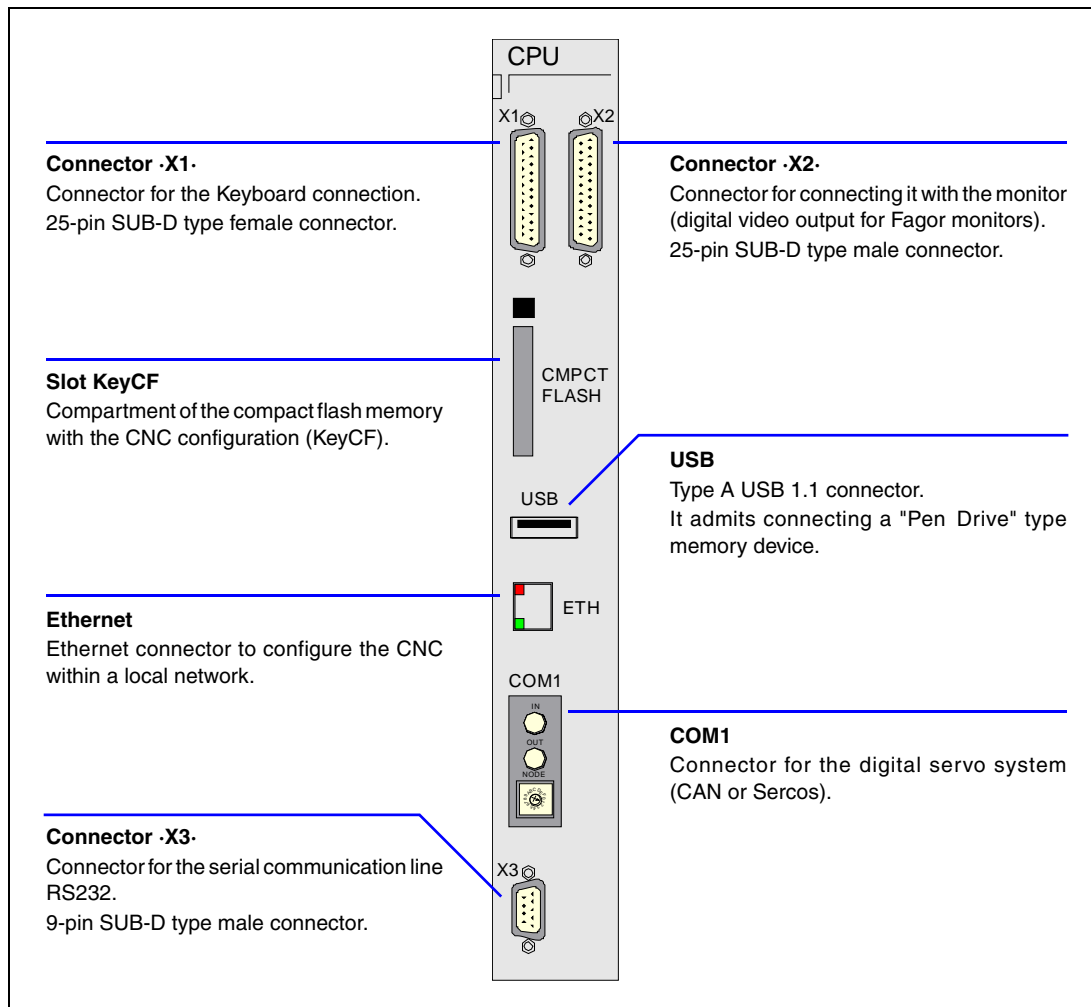 CPU
X1
X2
Connector ·X1·
Connector for the Keyboard connection.
25-pin SUB-D type female connector.
Connector ·X2·
Connector for connecting it with the monitor
(digital video output for Fagor monitors).
25-pin SUB-D type male connector.
CMPCT
FLASH
Slot KeyCF
Compartment of the compact flash memory
with the CNC configuration (KeyCF).
USB
USB
Type A USB 1.1 connector.
It admits connecting a "Pen Drive" type
memory device.
ETH
Ethernet
Ethernet connector to configure the CNC
within a local network.
COM1
IN
OUT
NODE
COM1
Connector for the digital servo system
(CAN or Sercos).
Connector ·X3·
Connector for the serial communication line
RS232.
9-pin SUB-D type male connector.
X3